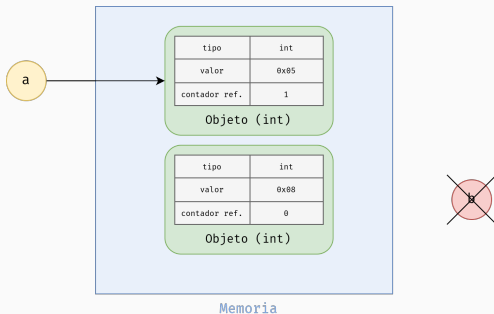 a
tipo int
valor 0x05
contador ref. 1
Objeto (int)
tipo int
valor 0x08
contador ref. 0
Objeto (int)
b
Memoria